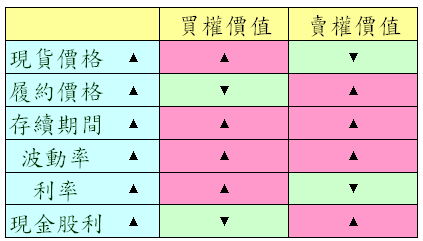 買權價值 賣權價值
現貨價格 ▲ ▲ ▼
履約價格 ▲ ▼ ▲
存續期間 ▲ ▲ ▲
波動率 ▲ ▲ ▲
利率 ▲ ▲ ▼
現金股利 ▲ ▼ ▲